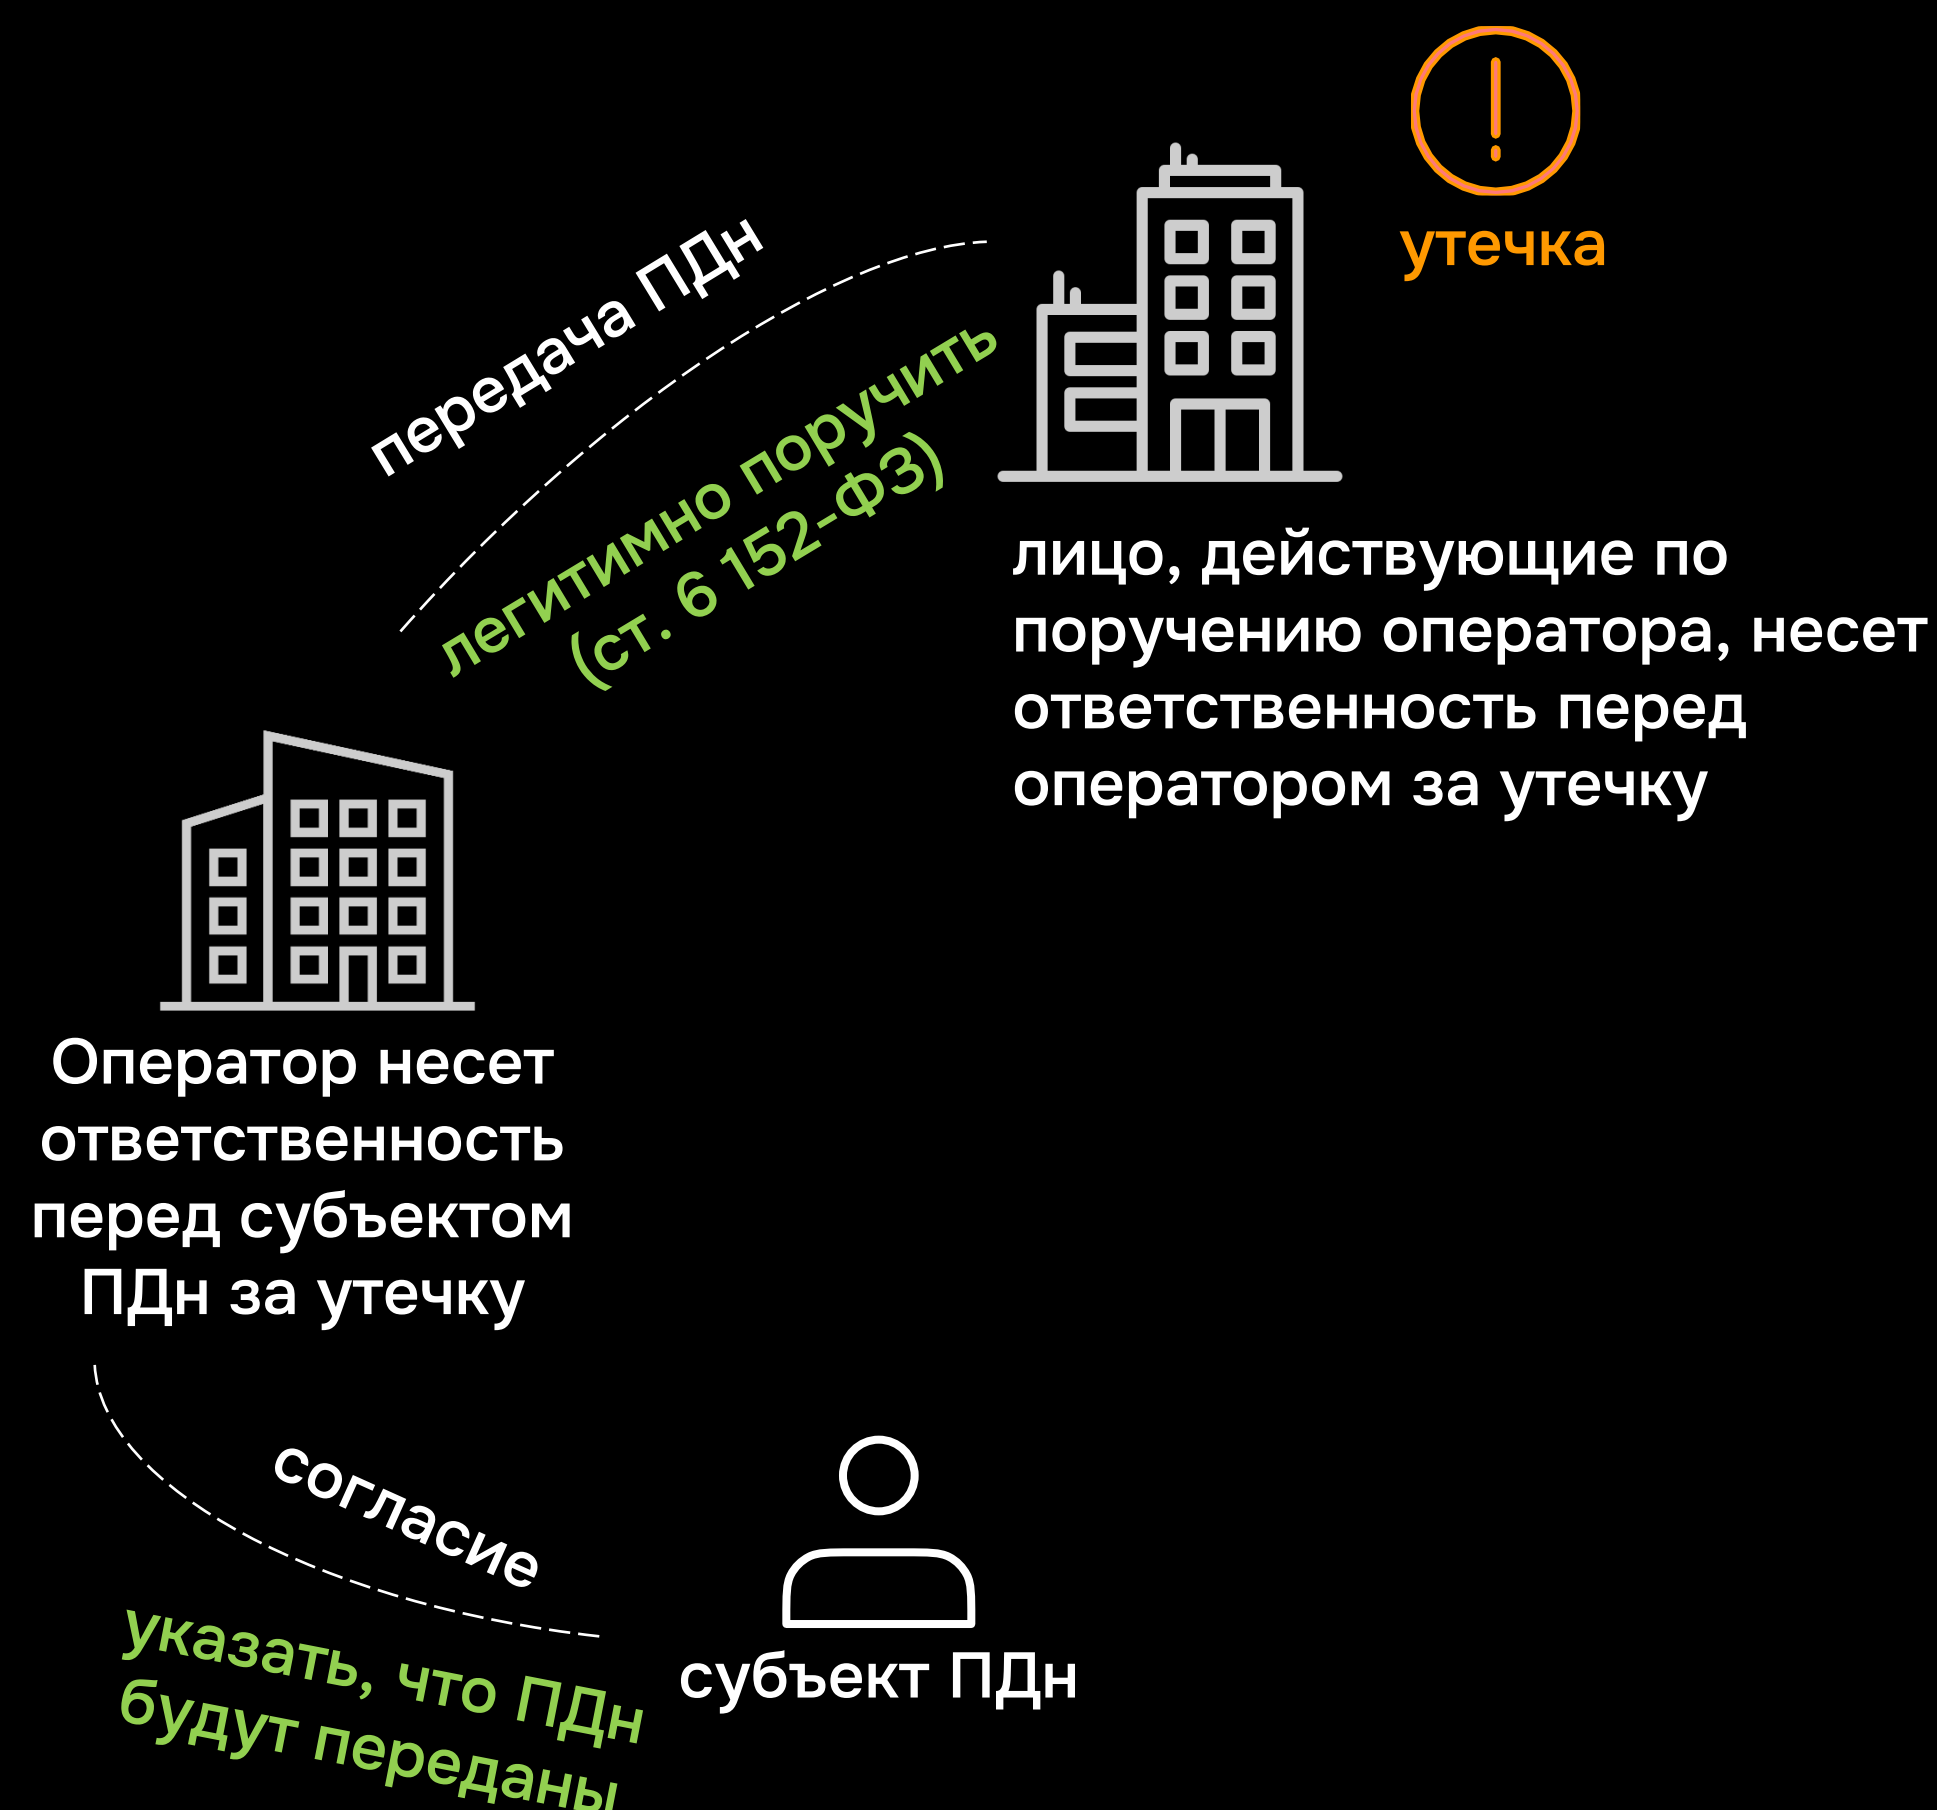 утечка
передача ПДн
легитимно поручить
(ст. 6 152-ФЗ)
лицо, действующие по
поручению оператора, несет
ответственность перед
оператором за утечку
Оператор несет
ответственность
перед субъектом
ПДн за утечку
согласие
указать, что ПДн
будут переданы
субъект ПДн